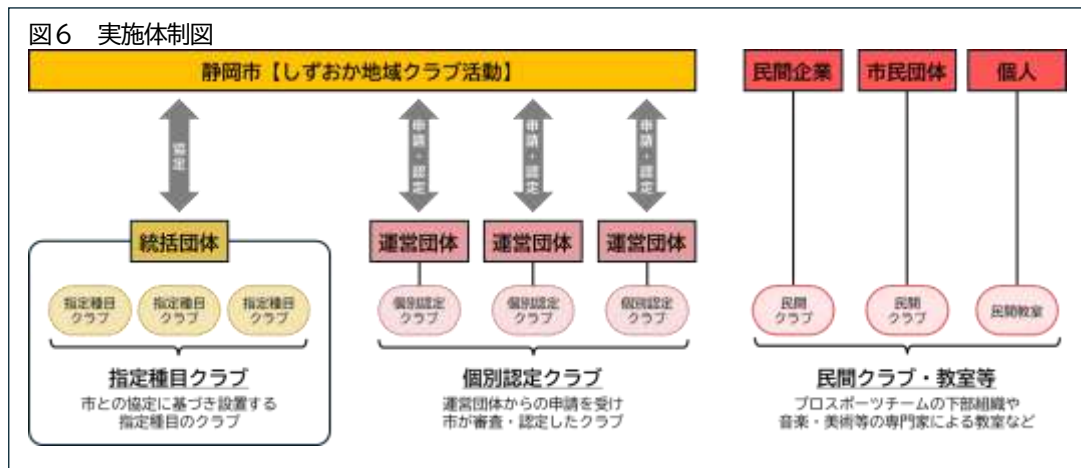 図６ 実施体制図
静岡市【しずおか地域クラブ活動】
民間企業
市民団体
個人
協定
申請＋認定
申請＋認定
申請＋認定
統括団体
運営団体
運営団体
運営団体
指定種目
クラブ
指定種目
クラブ
指定種目
クラブ
個別認定
クラブ
個別認定
クラブ
個別認定
クラブ
民間
クラブ
民間
クラブ
民間教室
指定種目クラブ
市との協定に基づき設置する
指定種目のクラブ
個別認定クラブ
運営団体からの申請を受け
市が審査・認定したクラブ
民間クラブ・教室等
プロスポーツチームの下部組織や
音楽・美術等の専門家による教室など